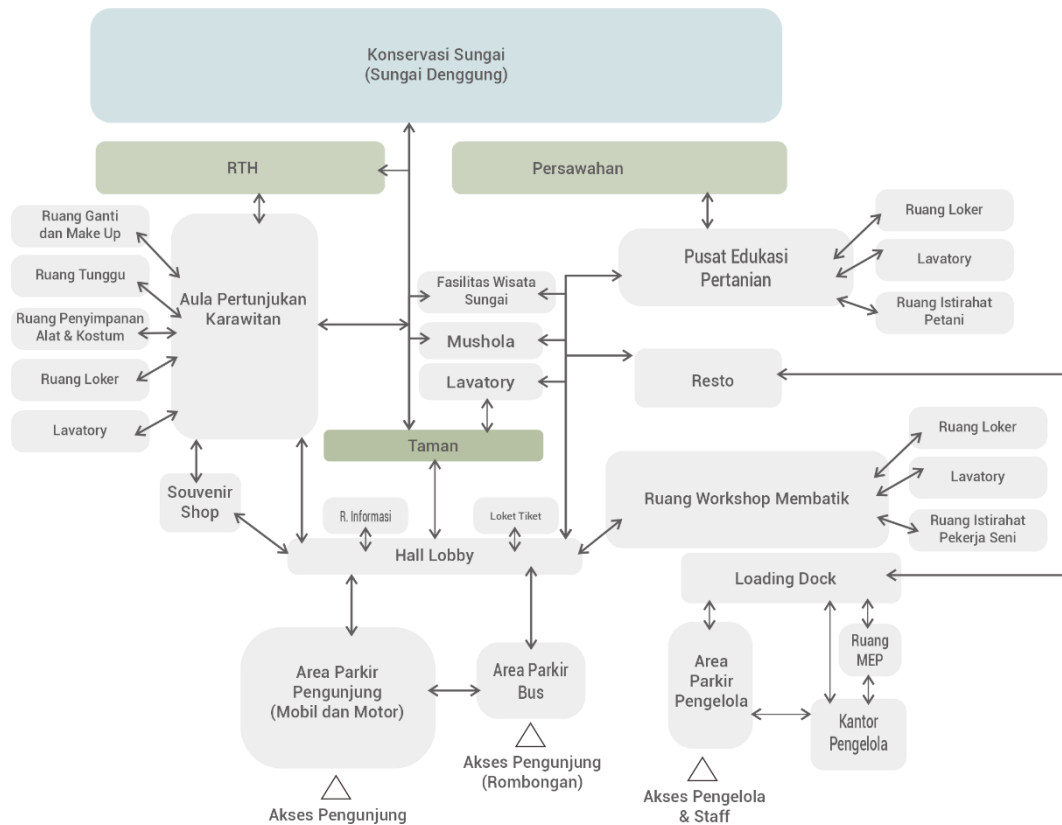 Konservasi Sungai
(Sungai Denggung)
RTH
Persawahan
Ruang Ganti
dan Make Up
Ruang Tunggu
Ruang Penyimpanan
Alat & Kostum
Ruang Loker
Lavatory
Aula Pertunjukan
Karawitan
Fasilitas Wisata
Sungai
Mushola
Lavatory
Taman
Pusat Edukasi
Pertanian
Ruang Loker
Lavatory
Ruang Istirahat
Petani
Resto
Souvenir
Shop
R. Informasi
Loket Tiket
Hall Lobby
Ruang Workshop Membatik
Ruang Loker
Lavatory
Ruang Istirahat
Pekerja Seni
Loading Dock
Area Parkir
Pengunjung
(Mobil dan Motor)
Area Parkir
Bus
Area
Parkir
Pengelola
Ruang
MEP
Kantor
Pengelola
Akses Pengunjung
Akses Pengunjung
(Rombongan)
Akses Pengelola
& Staff